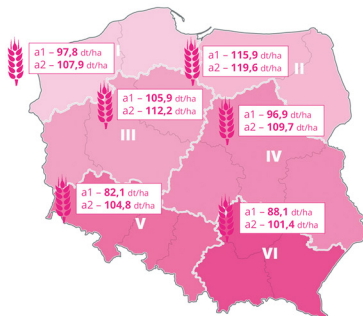 I
a1 – 97,8 dt/ha
a2 – 107,9 dt/ha
a1 – 115,9 dt/ha
a2 – 119,6 dt/ha
II
a1 – 105,9 dt/ha
a2 – 112,2 dt/ha
III
a1 – 96,9 dt/ha
a2 – 109,7 dt/ha
IV
a1 – 82,1 dt/ha
a2 – 104,8 dt/ha
V
a1 – 88,1 dt/ha
a2 – 101,4 dt/ha
VI